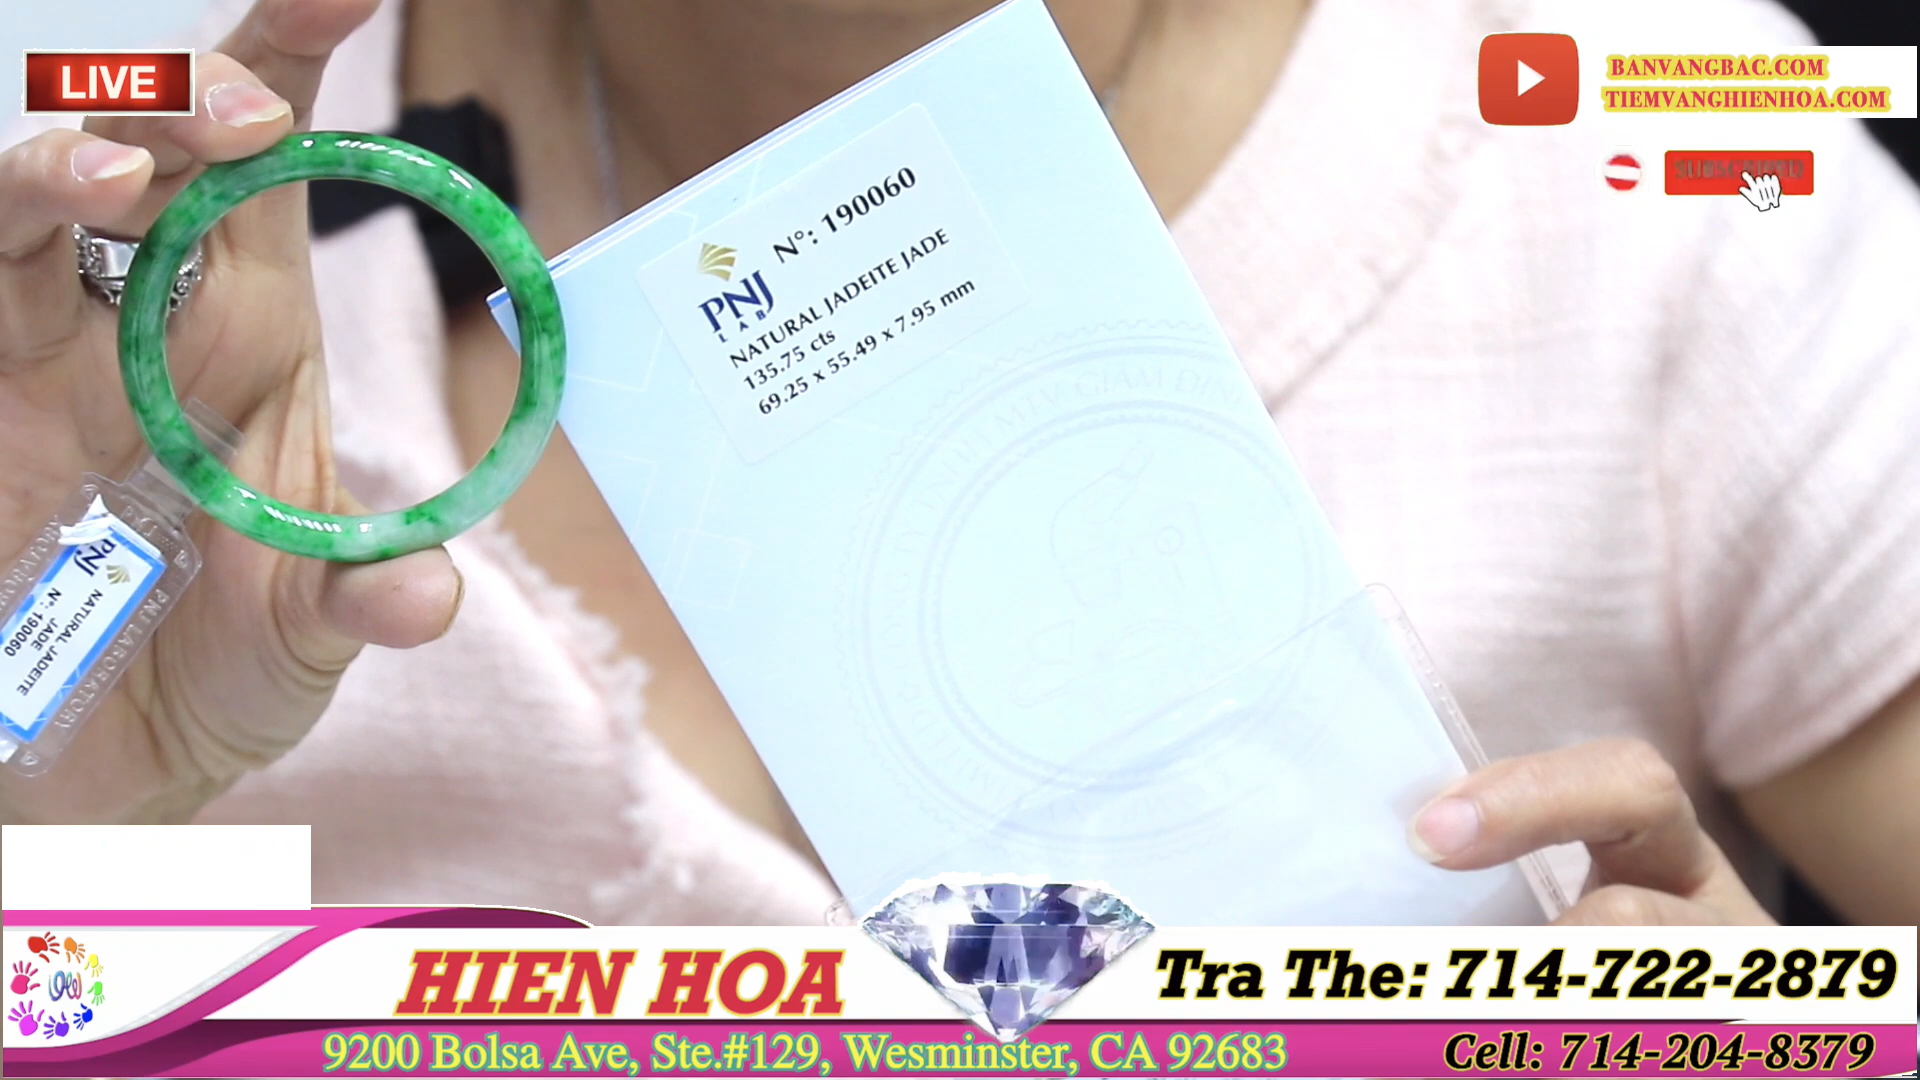 LIVE
BANVANGBAC.COM
TIEMVANGHIENHOA.COM
N°: 190060
PNJ
LAB
NATURAL JADEITE JADE
135.75 cts
69.25 x 55.49 x 7.95 mm
PNJ
NATURAL JADEITE
JADE
N°: 190060
PNJ LABORATORY
HIEN HOA
Tra The: 714-722-2879
9200 Bolsa Ave, Ste.#129, Wesminster, CA 92683
Cell: 714-204-8379